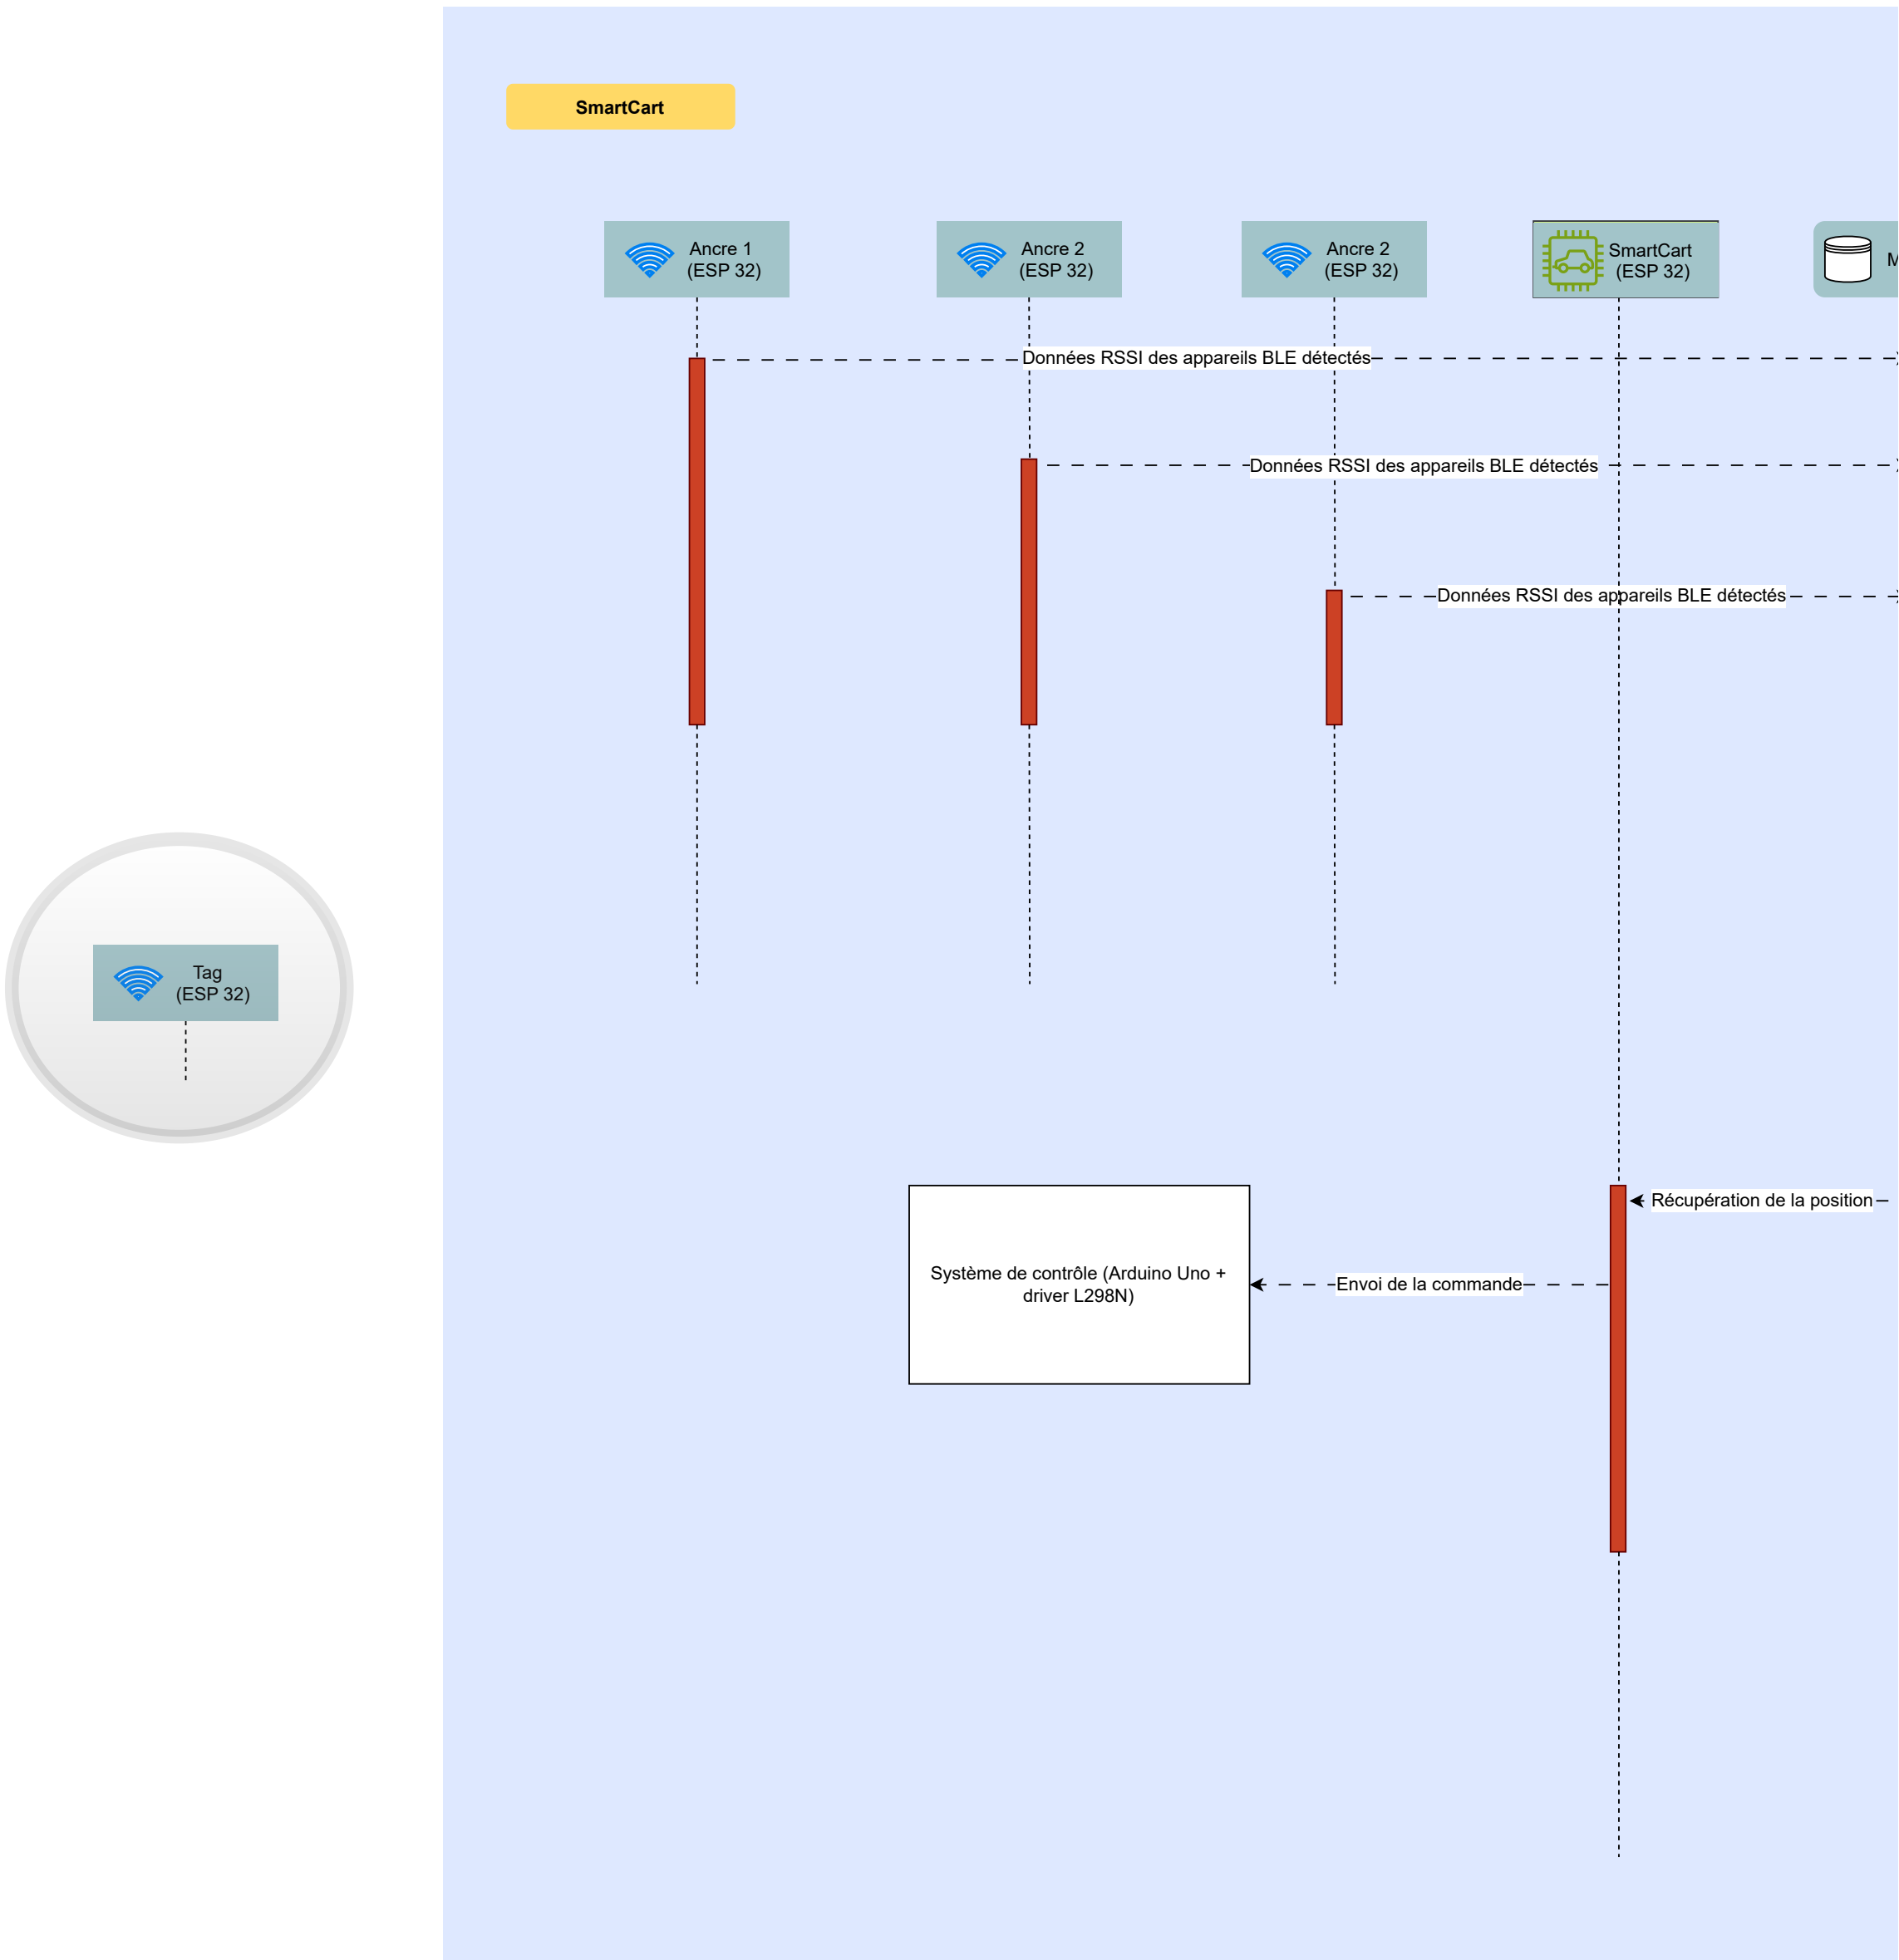 SmartCart
Ancre 1
(ESP 32)
Ancre 2
(ESP 32)
Ancre 2
(ESP 32)
SmartCart
(ESP 32)
Données RSSI des appareils BLE détectés
Données RSSI des appareils BLE détectés
Données RSSI des appareils BLE détectés
Tag
(ESP 32)
Récupération de la position
Système de contrôle (Arduino Uno +
driver L298N)
Envoi de la commande